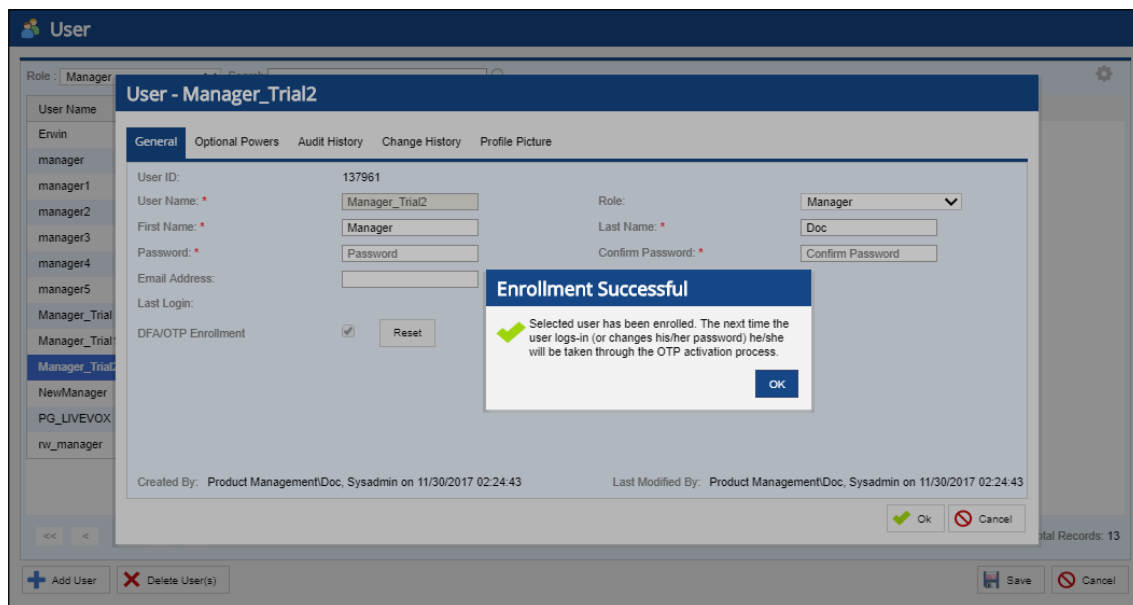 User
Role : Manager
User - Manager_Trial2
User Name
Erwin
manager
manager1
manager2
manager3
manager4
manager5
Manager_Trial
Manager_Trial
Manager_Trial2
NewManager
PG_LIVEVOX
rw_manager
General Optional Powers Audit History Change History Profile Picture
User ID: 137961
User Name: * Manager_Trial2 Role: Manager
First Name: * Manager Last Name: * Doc
Password: * Password Confirm Password: * Confirm Password
Email Address:
Last Login:
DFA/OTP Enrollment Reset
Enrollment Successful
Selected user has been enrolled. The next time the
user logs-in (or changes his/her password) he/she
will be taken through the OTP activation process.
OK
Created By: Product Management\Doc, Sysadmin on 11/30/2017 02:24:43 Last Modified By: Product Management\Doc, Sysadmin on 11/30/2017 02:24:43
Ok Cancel
<< < otal Records: 13
Add User Delete User(s) Save Cancel